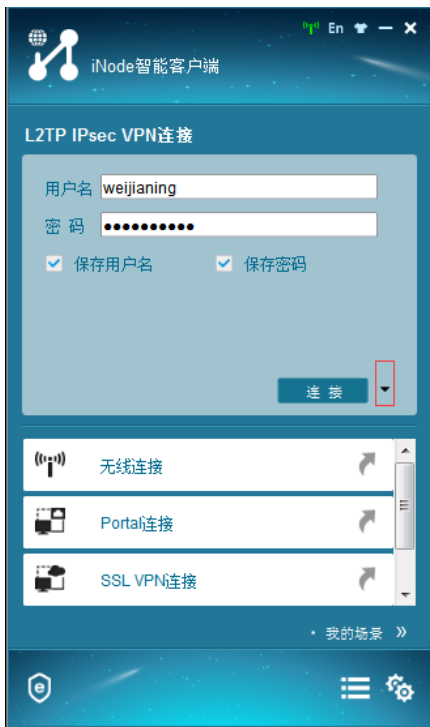 En
iNode智能客户端
L2TP IPsec VPN连接
用户名 weijianing
密 码 ●●●●●●●●●●
保存用户名 保存密码
连 接
无线连接
Portal连接
SSL VPN连接
· 我的场景 »
e